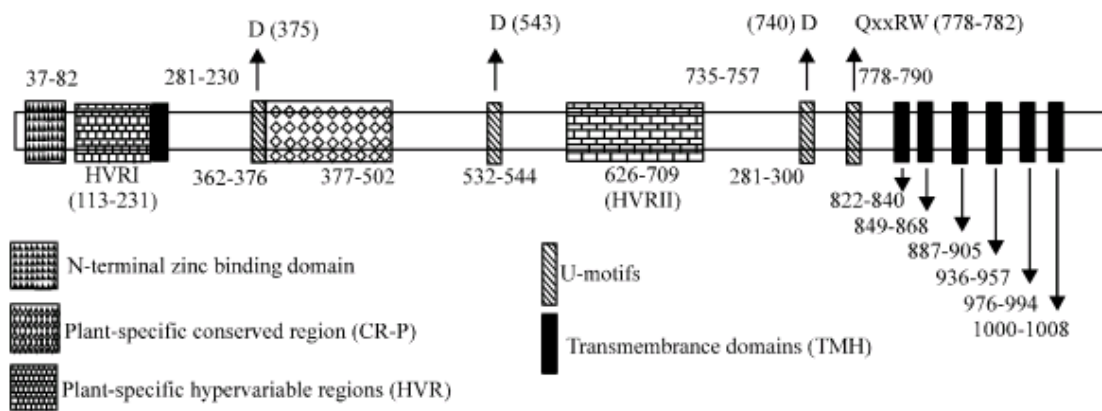 D (375)
D (543)
(740) D
QxxRW (778-782)
37-82
281-230
735-757
778-790
HVRI
(113-231)
362-376
377-502
532-544
626-709
(HVRII)
281-300
822-840
849-868
887-905
936-957
976-994
1000-1008
N-terminal zinc binding domain
Plant-specific conserved region (CR-P)
Plant-specific hypervariable regions (HVR)
U-motifs
Transmembrance domains (TMH)